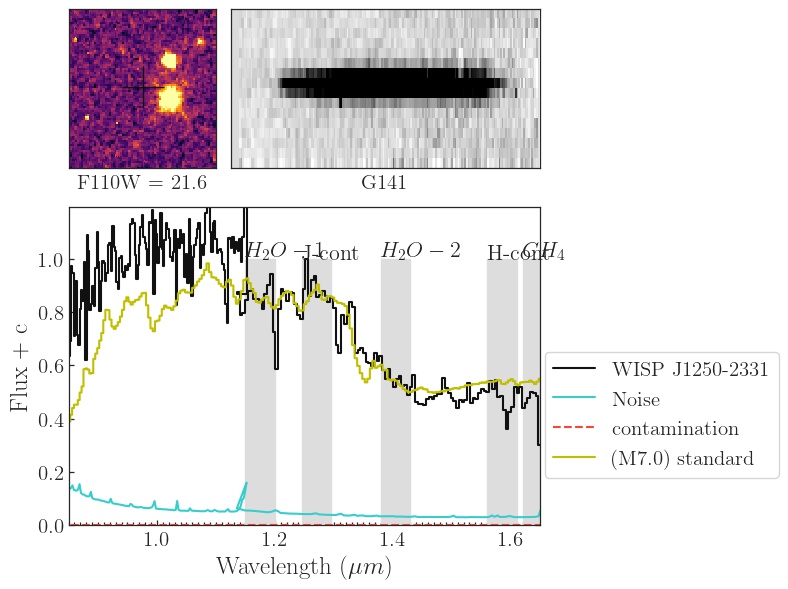 F110W = 21.6
G141
H2O − 1
J-cont
H2O − 2
H-cont
CH4
1.0
0.8
0.6
0.4
0.2
0.0
Flux + c
1.0
1.2
1.4
1.6
Wavelength (μm)
WISP J1250-2331
Noise
contamination
(M7.0) standard